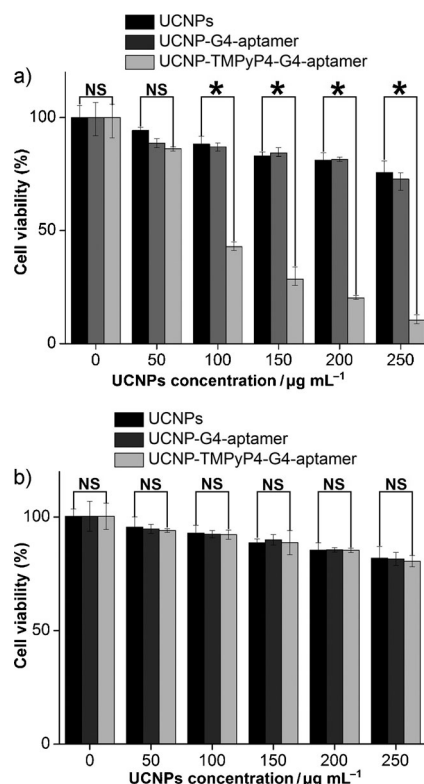 UCNPs
UCNP-G4-aptamer
UCNP-TMPyP4-G4-aptamer
a)
NS NS * * * *
100
50
0
Cell viability (%)
0 50 100 150 200 250
UCNPs concentration / µg mL⁻¹
UCNPs
UCNP-G4-aptamer
UCNP-TMPyP4-G4-aptamer
b)
NS NS NS NS NS NS
100
50
0
Cell viability (%)
0 50 100 150 200 250
UCNPs concentration / µg mL⁻¹